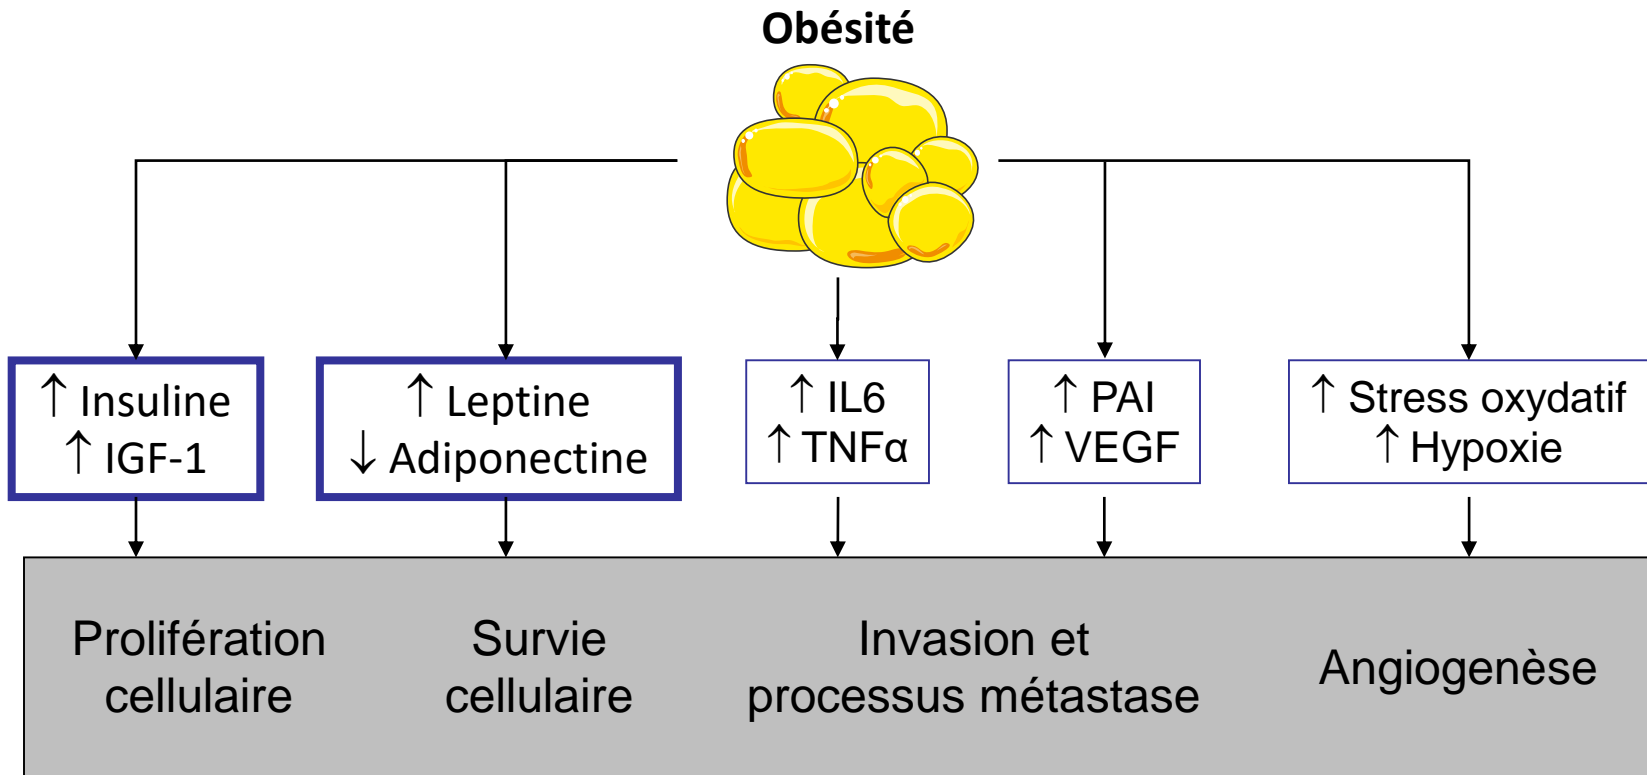 Obésité
↑ Insuline
↑ IGF-1
↑ Leptine
↓ Adiponectine
↑ IL6
↑ TNFα
↑ PAI
↑ VEGF
↑ Stress oxydatif
↑ Hypoxie
Prolifération
cellulaire
Survie
cellulaire
Invasion et
processus métastase
Angiogenèse